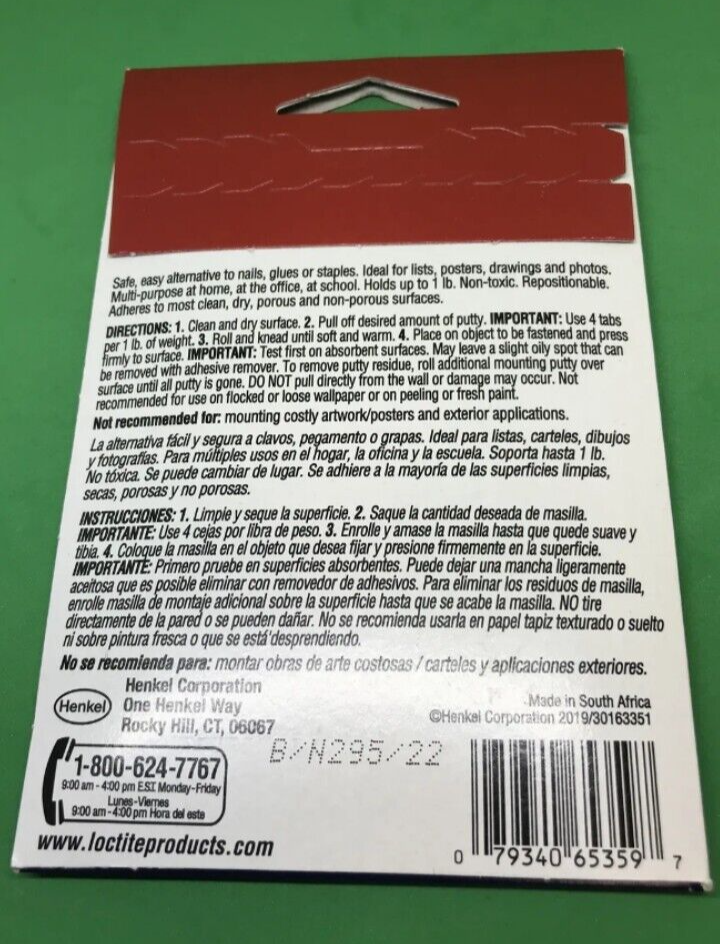 Safe, easy alternative to nails, glues or staples. Ideal for lists, posters, drawings and photos.
Multi-purpose at home, at the office, at school. Holds up to 1 lb. Non-toxic. Repositionable.
Adheres to most clean, dry, porous and non-porous surfaces.
DIRECTIONS: 1. Clean and dry surface. 2. Pull off desired amount of putty. IMPORTANT: Use 4 tabs
per 1 lb. of weight. 3. Roll and knead until soft and warm. 4. Place on object to be fastened and press
firmly to surface. IMPORTANT: Test first on absorbent surfaces. May leave a slight oily spot that can
be removed with adhesive remover. To remove putty residue, roll additional mounting putty over
surface until all putty is gone. DO NOT pull directly from the wall or damage may occur. Not
recommended for use on flocked or loose wallpaper or on peeling or fresh paint.
Not recommended for: mounting costly artwork/posters and exterior applications.
La alternativa fácil y segura a clavos, pegamento o grapas. Ideal para listas, carteles, dibujos
y fotografías. Para múltiples usos en el hogar, la oficina y la escuela. Soporta hasta 1 lb.
No tóxica. Se puede cambiar de lugar. Se adhiere a la mayoría de las superficies limpias,
secas, porosas y no porosas.
INSTRUCCIONES: 1. Limpie y seque la superficie. 2. Saque la cantidad deseada de masilla.
IMPORTANTE: Use 4 cejas por libra de peso. 3. Enrolle y amase la masilla hasta que quede suave y
tibia. 4. Coloque la masilla en el objeto que desea fijar y presione firmemente en la superficie.
IMPORTANTE: Primero pruebe en superficies absorbentes. Puede dejar una mancha ligeramente
aceitosa que es posible eliminar con removedor de adhesivos. Para eliminar los residuos de masilla,
enrolle masilla de montaje adicional sobre la superficie hasta que se acabe la masilla. NO tire
directamente de la pared o se pueden dañar. No se recomienda usarla en papel tapiz texturado o suelto
ni sobre pintura fresca o que se está desprendiendo.
No se recomienda para: montar obras de arte costosas / carteles y aplicaciones exteriores.
Henkel
Henkel Corporation
One Henkel Way
Rocky Hill, CT, 06067
Made in South Africa
©Henkel Corporation 2019/30163351
B/N295/22
1-800-624-7767
9:00 am - 4:00 pm EST Monday-Friday
Lunes-Viernes
9:00 am - 4:00 pm Hora del este
www.loctiteproducts.com
0 79340 65359 7